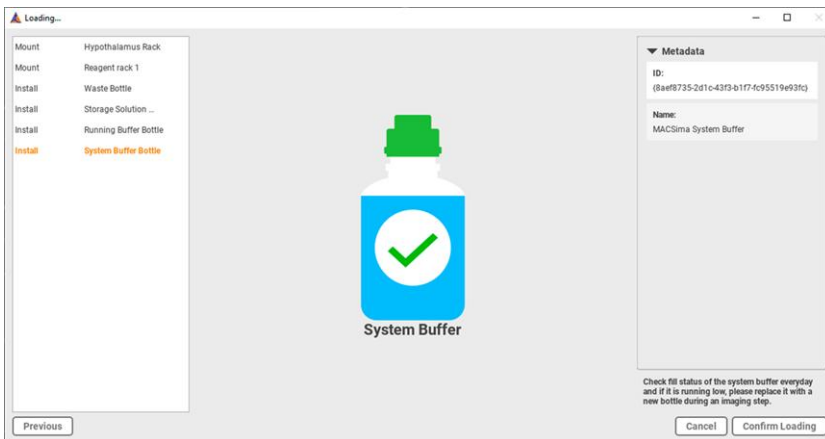 Loading...
Mount Hypothalamus Rack
Mount Reagent rack 1
Install Waste Bottle
Install Storage Solution ...
Install Running Buffer Bottle
Install System Buffer Bottle
System Buffer
Metadata
ID:
{8aef8735-2d1c-43f3-b1f7-fc95519e93fc}
Name:
MACSima System Buffer
Check fill status of the system buffer everyday
and if it is running low, please replace it with a
new bottle during an imaging step.
Previous
Cancel
Confirm Loading